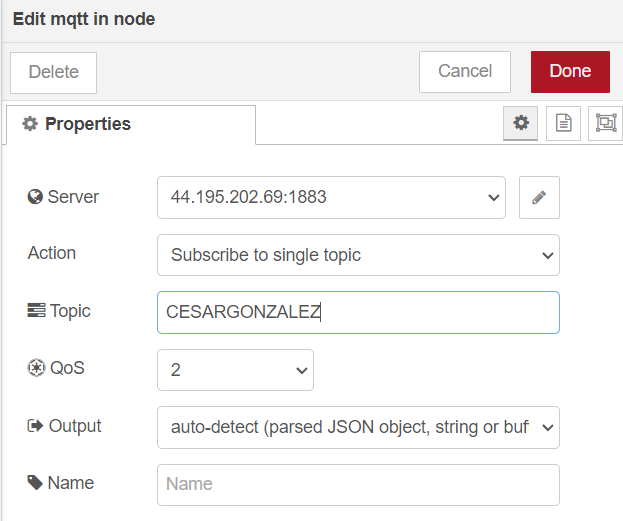 Edit mqtt in node
Delete Cancel Done
Properties
Server 44.195.202.69:1883
Action Subscribe to single topic
Topic CESARGONZALEZ
QoS 2
Output auto-detect (parsed JSON object, string or buf
Name Name